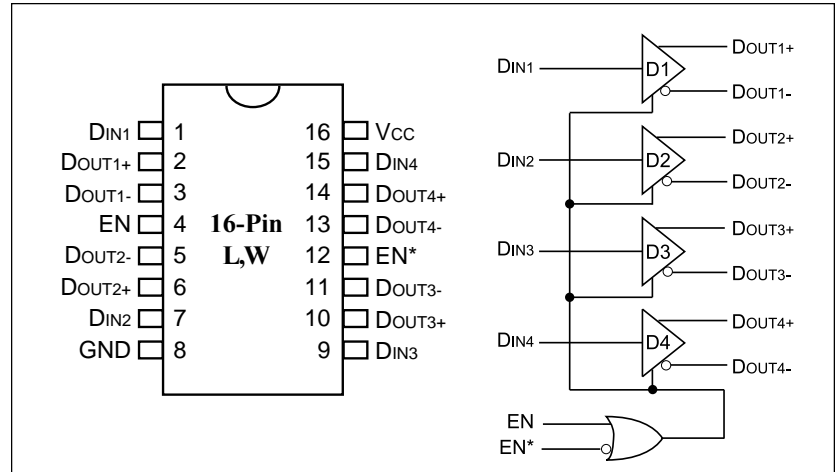 DIN1 1 16 VCC
DOUT1+ 2 15 DIN4
DOUT1- 3 14 DOUT4+
EN 4 16-Pin 13 DOUT4-
DOUT2- 5 L,W 12 EN*
DOUT2+ 6 11 DOUT3-
DIN2 7 10 DOUT3+
GND 8 9 DIN3
DOUT1+
DIN1 D1
DOUT1-
DOUT2+
DIN2 D2
DOUT2-
DOUT3+
DIN3 D3
DOUT3-
DOUT4+
DIN4 D4
DOUT4-
EN
EN*